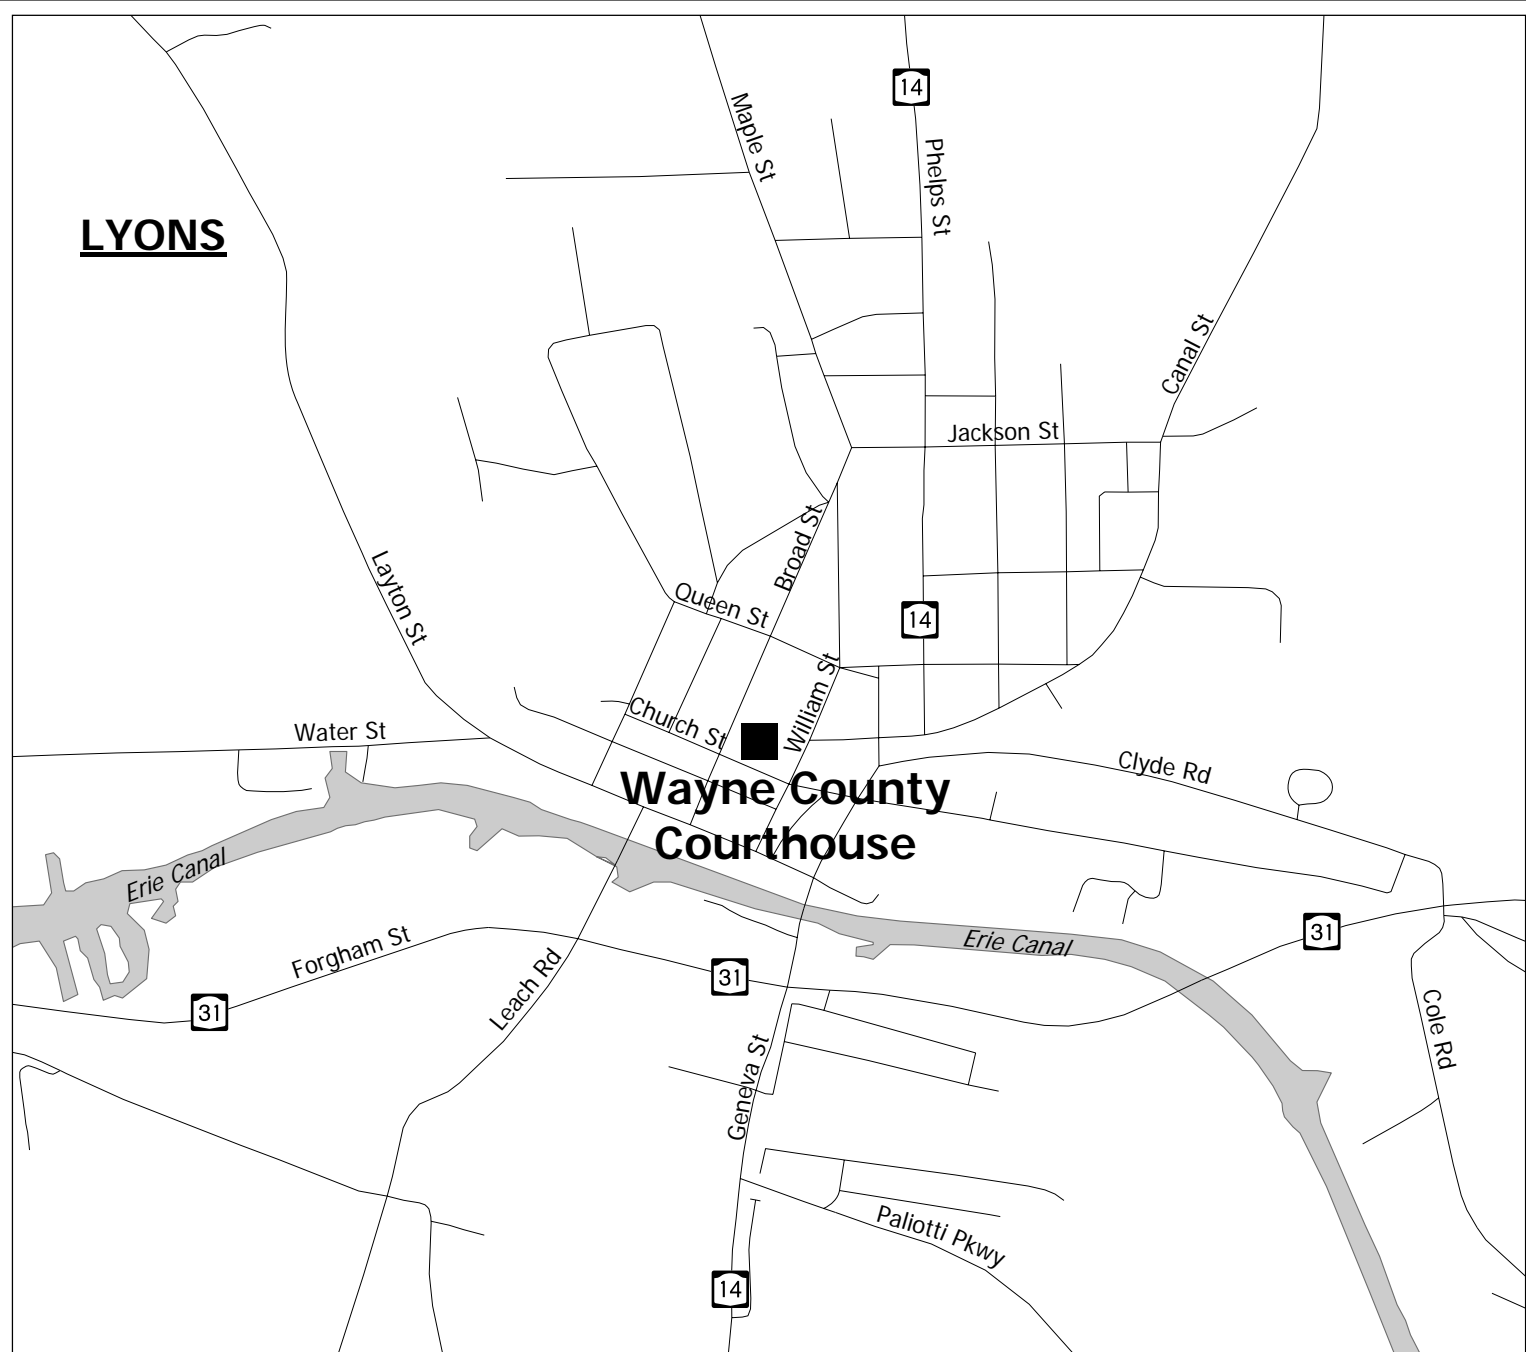 14
Maple St
Phelps St
LYONS
Canal St
Jackson St
Broad St
Layton St
Queen St
14
William St
Church St
Water St
Clyde Rd
Wayne County
Courthouse
Erie Canal
31
Erie Canal
Forgham St
31
Leach Rd
31
Cole Rd
Geneva St
Paliotti Pkwy
14